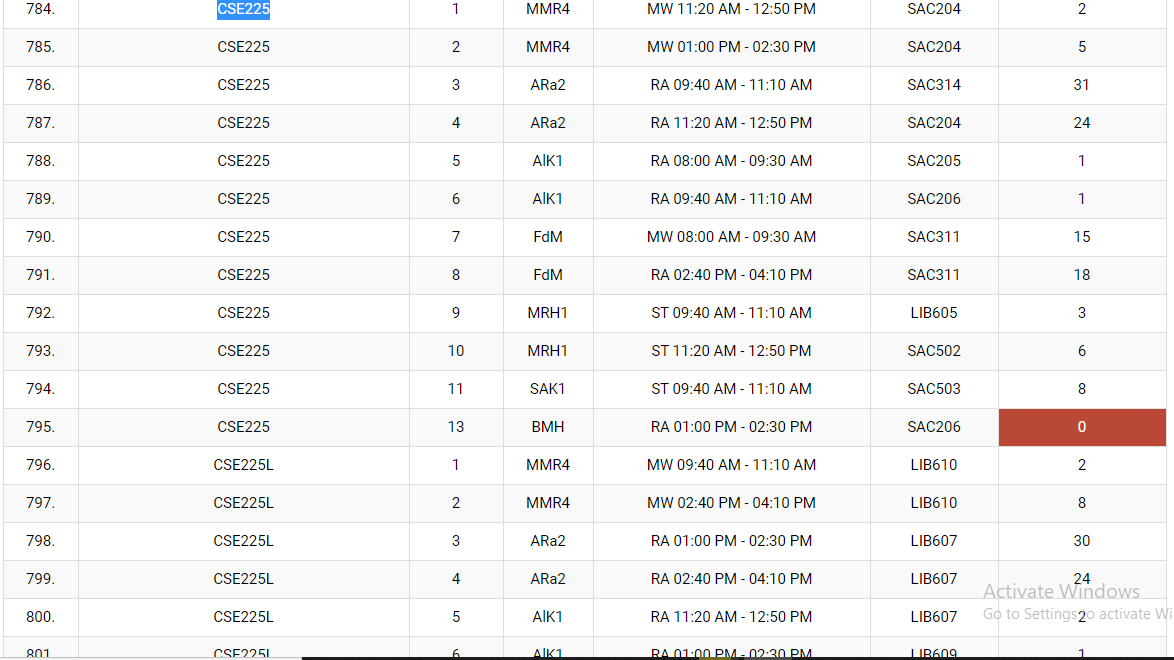 784. CSE225 1 MMR4 MW 11:20 AM - 12:50 PM SAC204 2
785. CSE225 2 MMR4 MW 01:00 PM - 02:30 PM SAC204 5
786. CSE225 3 ARa2 RA 09:40 AM - 11:10 AM SAC314 31
787. CSE225 4 ARa2 RA 11:20 AM - 12:50 PM SAC204 24
788. CSE225 5 AlK1 RA 08:00 AM - 09:30 AM SAC205 1
789. CSE225 6 AlK1 RA 09:40 AM - 11:10 AM SAC206 1
790. CSE225 7 FdM MW 08:00 AM - 09:30 AM SAC311 15
791. CSE225 8 FdM RA 02:40 PM - 04:10 PM SAC311 18
792. CSE225 9 MRH1 ST 09:40 AM - 11:10 AM LIB605 3
793. CSE225 10 MRH1 ST 11:20 AM - 12:50 PM SAC502 6
794. CSE225 11 SAK1 ST 09:40 AM - 11:10 AM SAC503 8
795. CSE225 13 BMH RA 01:00 PM - 02:30 PM SAC206 0
796. CSE225L 1 MMR4 MW 09:40 AM - 11:10 AM LIB610 2
797. CSE225L 2 MMR4 MW 02:40 PM - 04:10 PM LIB610 8
798. CSE225L 3 ARa2 RA 01:00 PM - 02:30 PM LIB607 30
799. CSE225L 4 ARa2 RA 02:40 PM - 04:10 PM LIB607 24
Activate Windows
Go to Settings to activate Wi
800. CSE225L 5 AlK1 RA 11:20 AM - 12:50 PM LIB607 2
801. CSE225L 6 AlK1 RA 01:00 PM - 02:30 PM LIB609 1